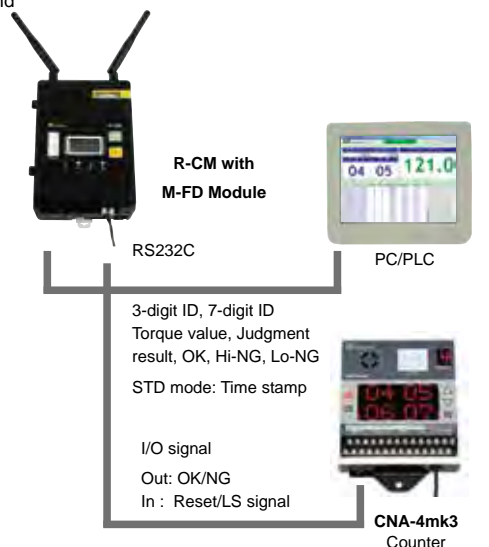 R-CM with
M-FD Module
RS232C
04 05 121.0
PC/PLC
3-digit ID, 7-digit ID
Torque value, Judgment
result, OK, Hi-NG, Lo-NG
STD mode: Time stamp
I/O signal
Out: OK/NG
In : Reset/LS signal
04 05
06 07
CNA-4mk3
Counter